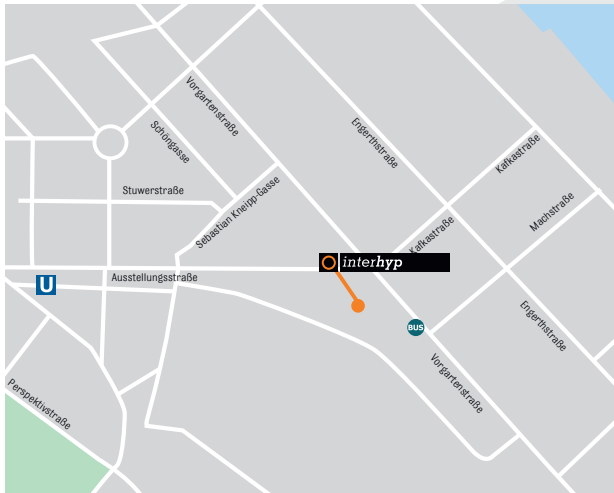 Vorgartenstraße
Engerthstraße
Schöngasse
Kafkastraße
Stuwerstraße
Sebastian Kneipp-Gasse
Machstraße
Kafkastraße
interhyp
Ausstellungsstraße
U
BUS
Engerthstraße
Vorgartenstraße
Perspektivstraße